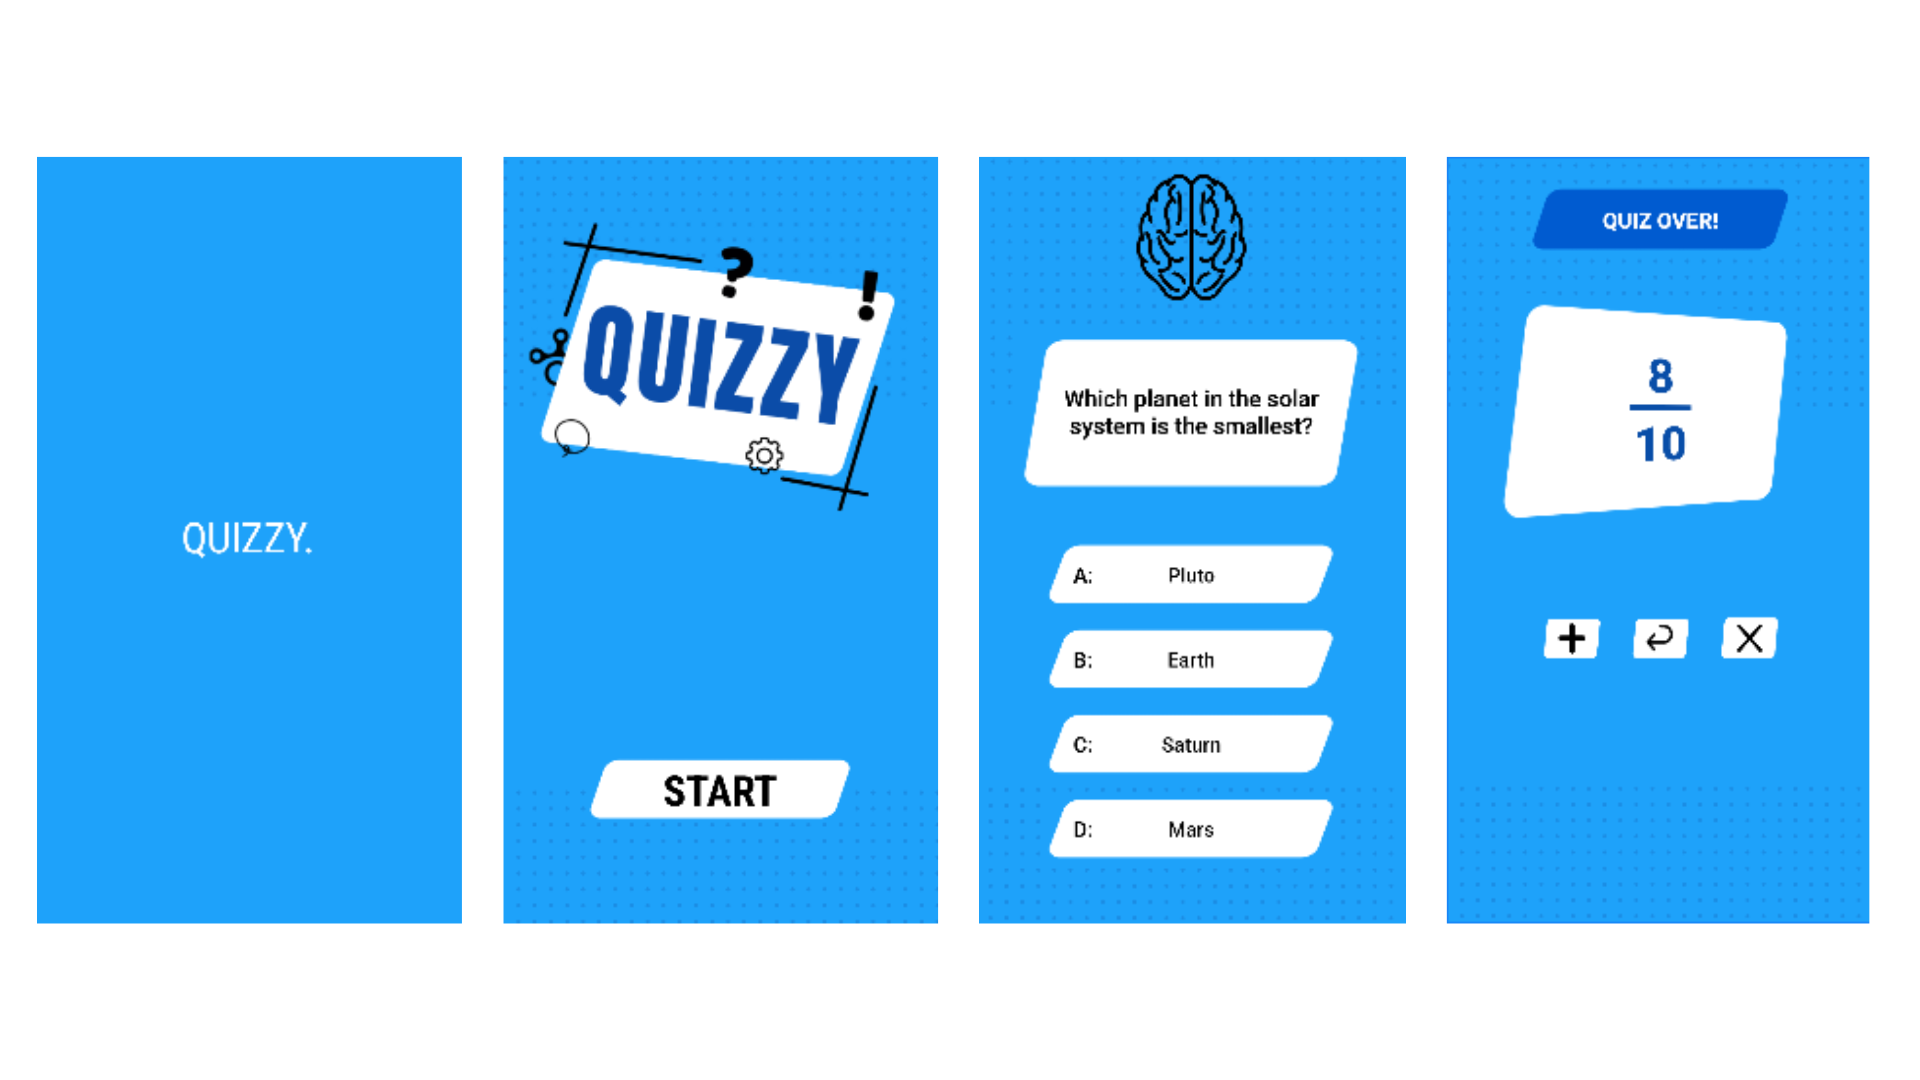 QUIZZY.
QUIZZY
?
!
START
Which planet in the solar
system is the smallest?
A: Pluto
B: Earth
C: Saturn
D: Mars
QUIZ OVER!
8
10